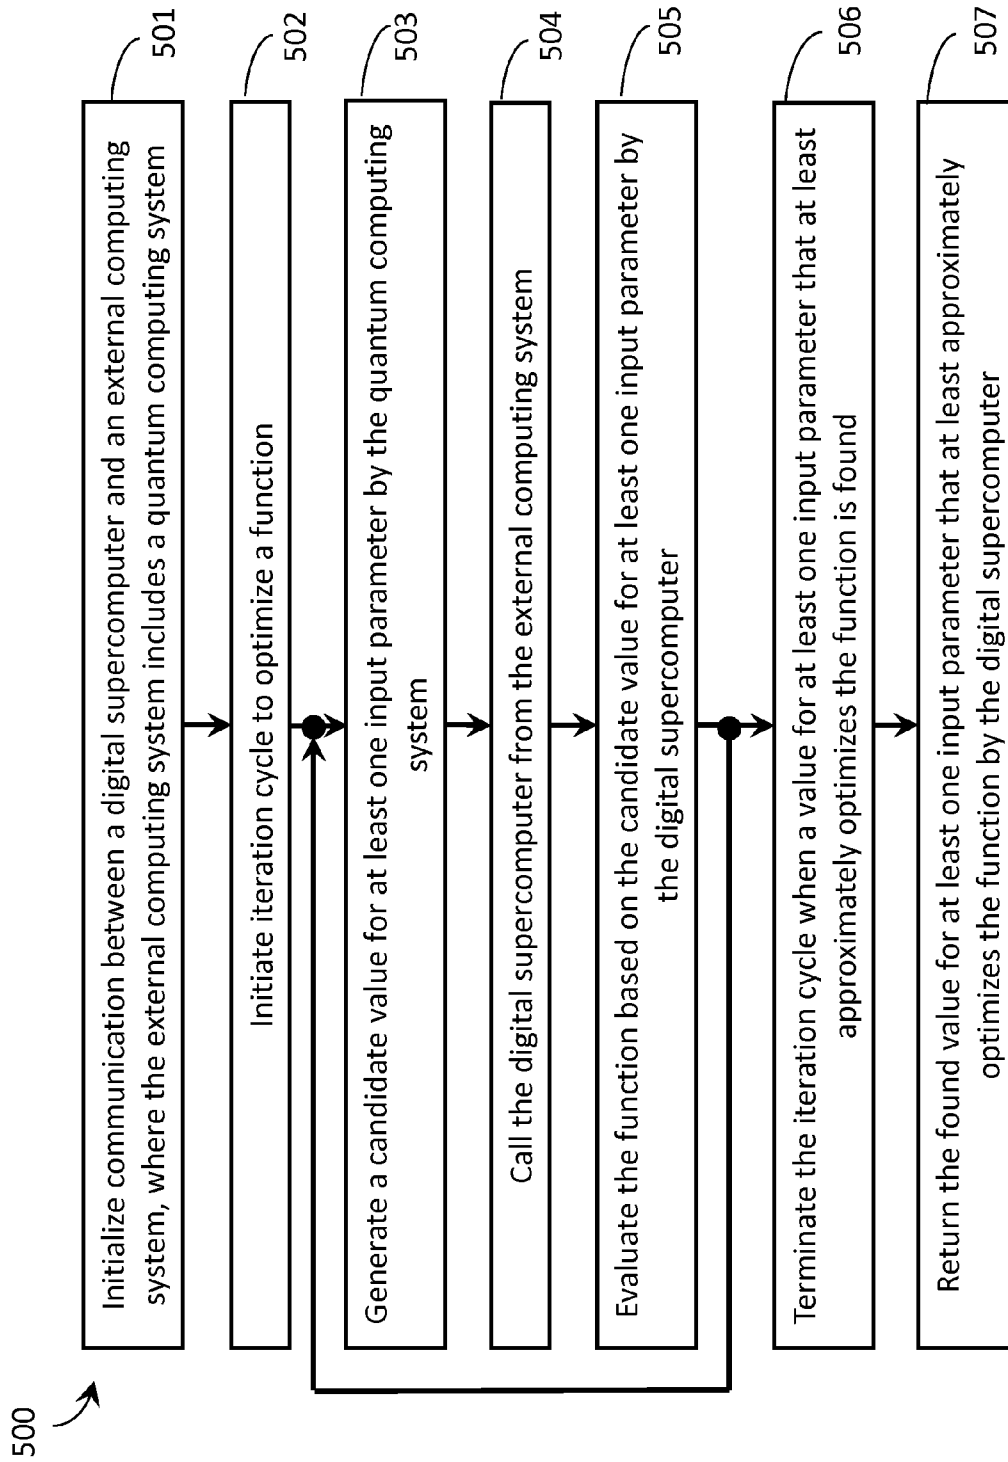 500
Initialize communication between a digital supercomputer and an external computing
system, where the external computing system includes a quantum computing system
501
Initiate iteration cycle to optimize a function
502
Generate a candidate value for at least one input parameter by the quantum computing
system
503
Call the digital supercomputer from the external computing system
504
Evaluate the function based on the candidate value for at least one input parameter by
the digital supercomputer
505
Terminate the iteration cycle when a value for at least one input parameter that at least
approximately optimizes the function is found
506
Return the found value for at least one input parameter that at least approximately
optimizes the function by the digital supercomputer
507